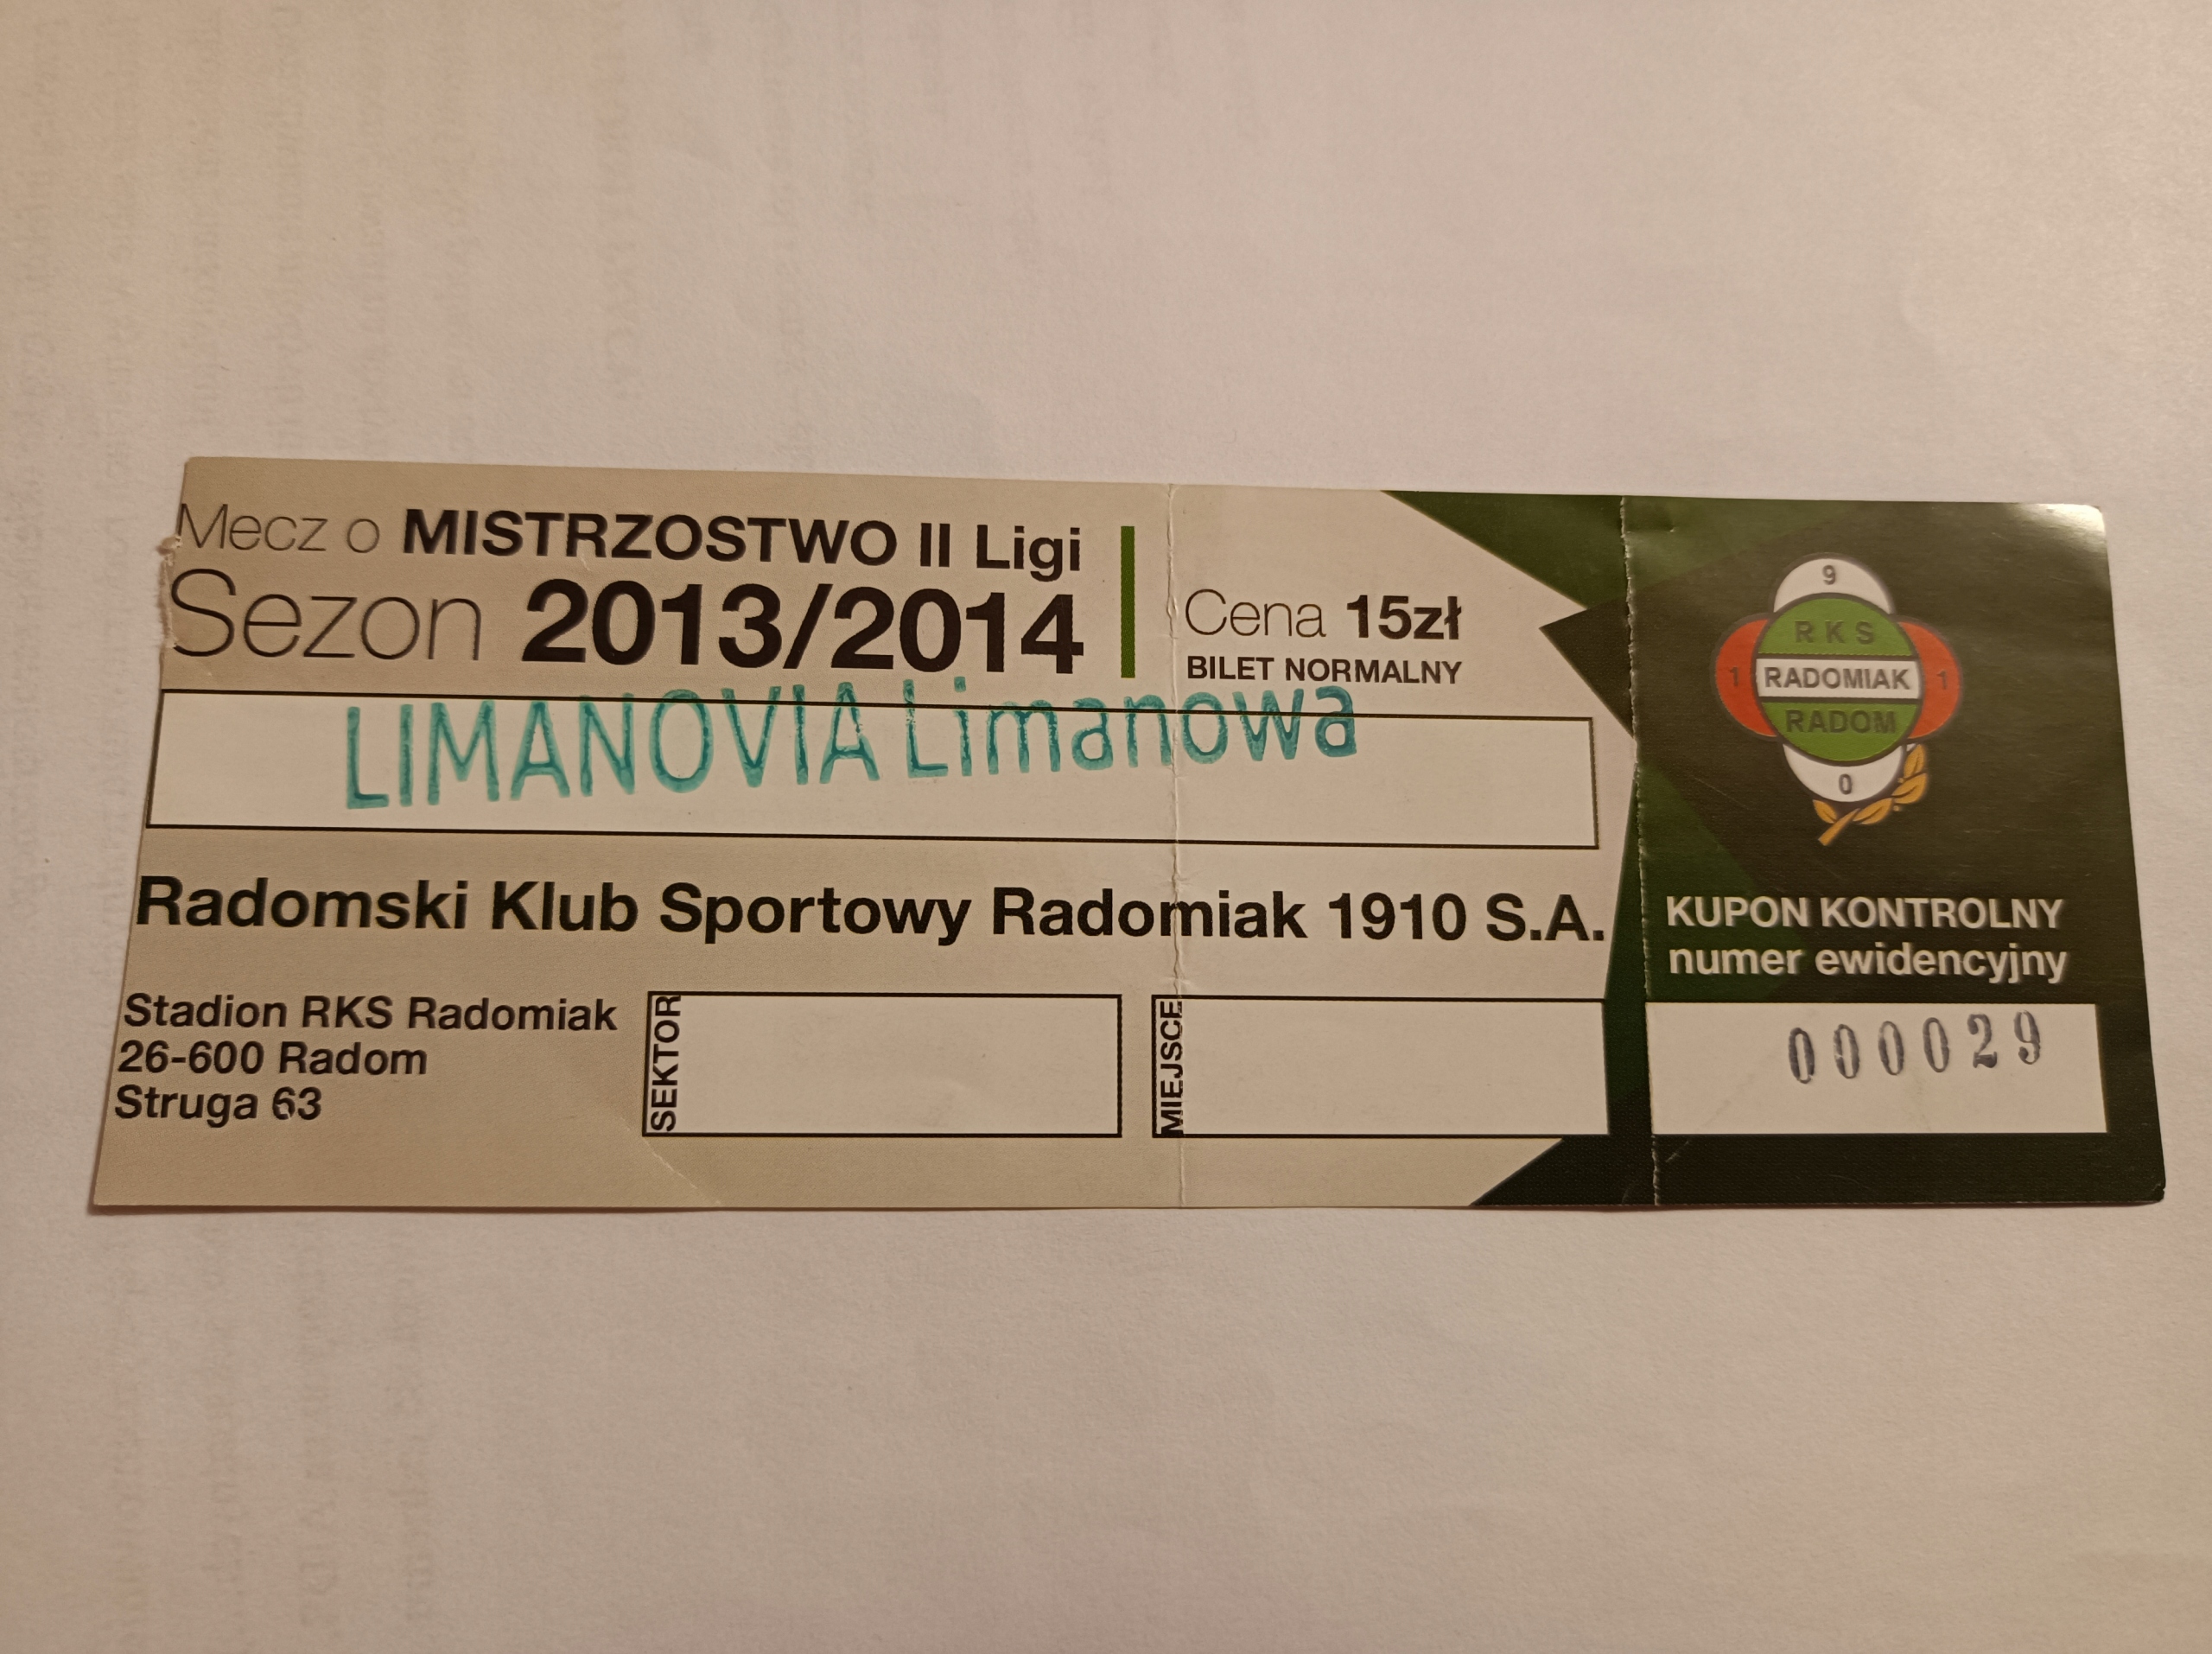 Mecz o MISTRZOSTWO II Ligi
Sezon 2013/2014
Cena 15zł
BILET NORMALNY
LIMANOVIA Limanowa
Radomski Klub Sportowy Radomiak 1910 S.A.
Stadion RKS Radomiak
26-600 Radom
Struga 63
SEKTOR
MIEJSCE
9
RKS
1 RADOMIAK 1
RADOM
0
KUPON KONTROLNY
numer ewidencyjny
000029